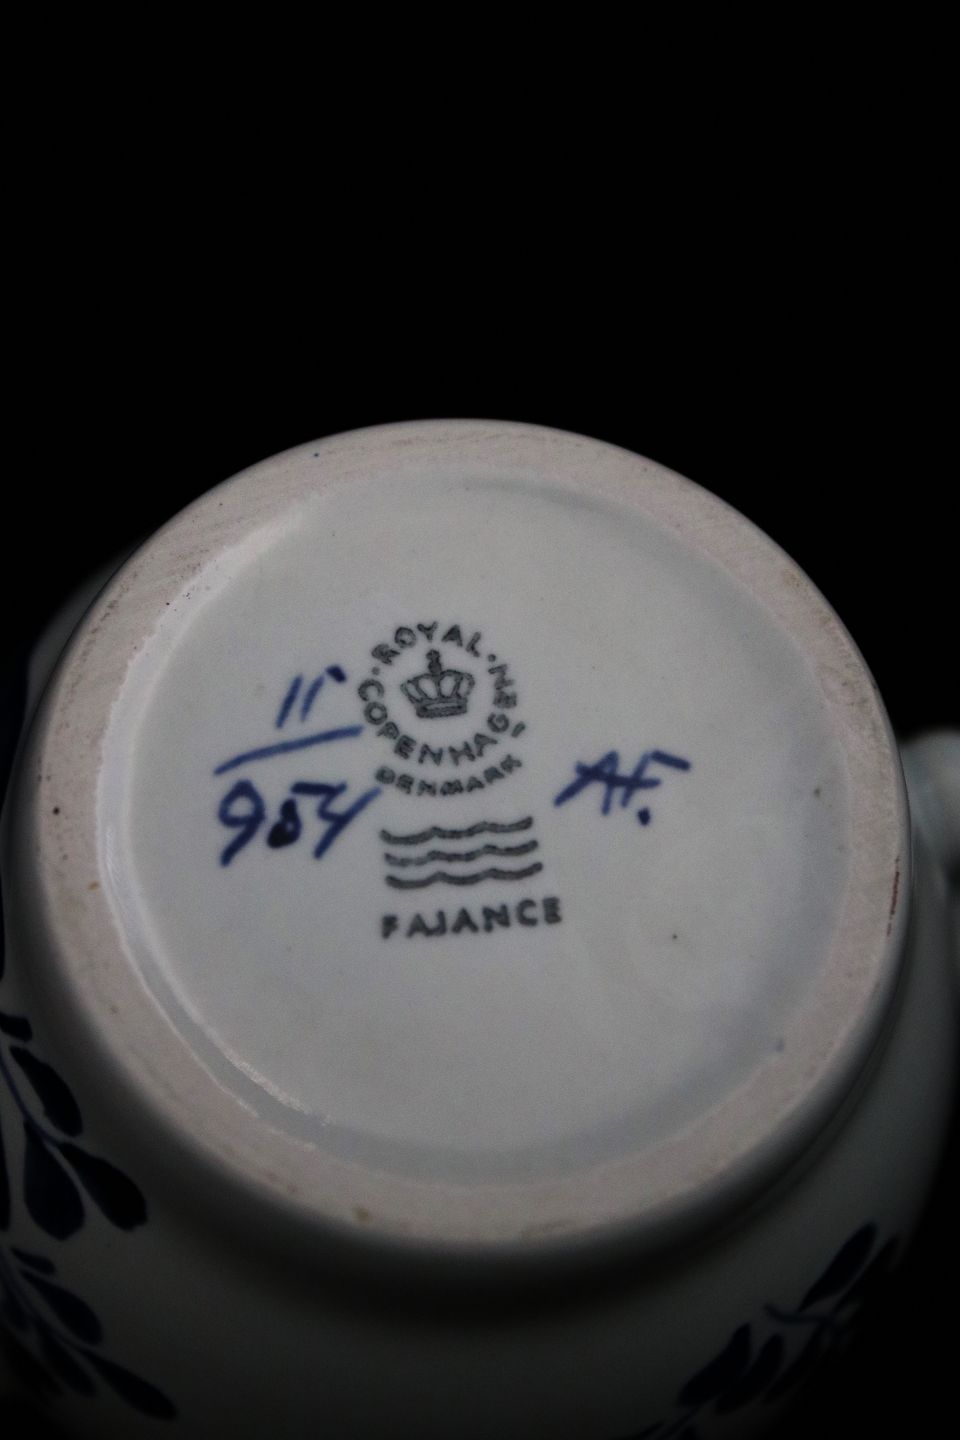 ROYAL
COPENHAGEN
DENMARK
11
954
AF.
FAJANCE